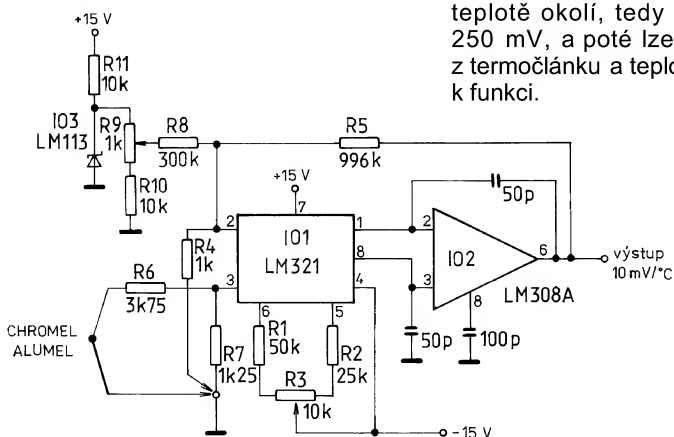 teplotě okolí, tedy
250 mV, a poté lze
z termočlánku a teplo
k funkci.
+15 V
R11
10k
IO3
LM113
R9
1k
R8
300k
R5
996k
R10
10k
+15 V
7
50p
2
IO1
LM321
1
8
4
3
6
5
2
IO2
3
6
8
LM308A
výstup
10mV/°C
R4
1k
R6
3k75
CHROMEL
ALUMEL
R7
1k25
R1
50k
R2
25k
R3
10k
50p
100p
-15 V